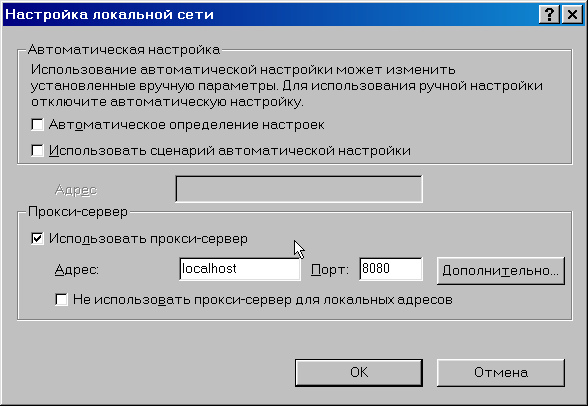 Настройка локальной сети
Автоматическая настройка
Использование автоматической настройки может изменить
установленные вручную параметры. Для использования ручной настройки
отключите автоматическую настройку.
Автоматическое определение настроек
Использовать сценарий автоматической настройки
Адрес
Прокси-сервер
Использовать прокси-сервер
Адрес: localhost Порт: 8080 Дополнительно...
Не использовать прокси-сервер для локальных адресов
OK Отмена